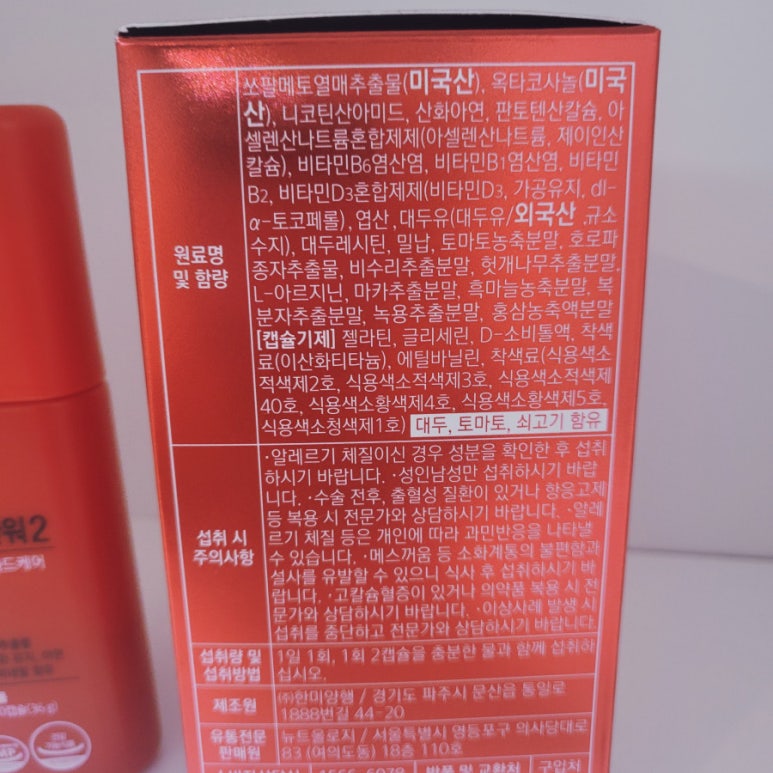 원료명
및 함량
쏘팔메토열매추출물(미국산), 옥타코사놀(미국
산), 니코틴산아미드, 산화아연, 판토텐산칼슘, 아
셀렌산나트륨혼합제제(아셀렌산나트륨, 제이인산
칼슘), 비타민B6염산염, 비타민B1염산염, 비타민
B2, 비타민D3혼합제제(비타민D3, 가공유지, dl-
α-토코페롤), 엽산, 대두유(대두유/외국산, 규소
수지), 대두레시틴, 밀납, 토마토농축분말, 호로파
종자추출물, 비수리추출분말, 헛개나무추출분말,
L-아르지닌, 마카추출분말, 흑마늘농축분말, 복
분자추출분말, 녹용추출분말, 홍삼농축액분말
[캡슐기제] 젤라틴, 글리세린, D-소비톨액, 착색
료(이산화티타늄), 에틸바닐린, 착색료(식용색소
적색제2호, 식용색소적색제3호, 식용색소적색제
40호, 식용색소황색제4호, 식용색소황색제5호,
식용색소청색제1호) 대두, 토마토, 쇠고기 함유
섭취 시
주의사항
·알레르기 체질이신 경우 성분을 확인한 후 섭취
하시기 바랍니다. ·성인남성만 섭취하시기 바랍
니다. ·수술 전후, 출혈성 질환이 있거나 항응고제
등 복용 시 전문가와 상담하시기 바랍니다. ·알레
르기 체질 등은 개인에 따라 과민반응을 나타낼
수 있습니다. ·메스꺼움 등 소화계통의 불편함과
설사를 유발할 수 있으니 식사 후 섭취하시기 바
랍니다. ·고칼슘혈증이 있거나 의약품 복용 시 전
문가와 상담하시기 바랍니다. ·이상사례 발생 시
섭취를 중단하고 전문가와 상담하시기 바랍니다.
섭취량 및
섭취방법
1일 1회, 1회 2캡슐을 충분한 물과 함께 섭취하
십시오.
제조원
㈜한미양행 / 경기도 파주시 문산읍 통일로
1888번길 44-20
유통전문
판매원
뉴트올로지 / 서울특별시 영등포구 의사당대로
83 (여의도동) 18층 110호
반품 및 교환처
구입처
워2
드케어